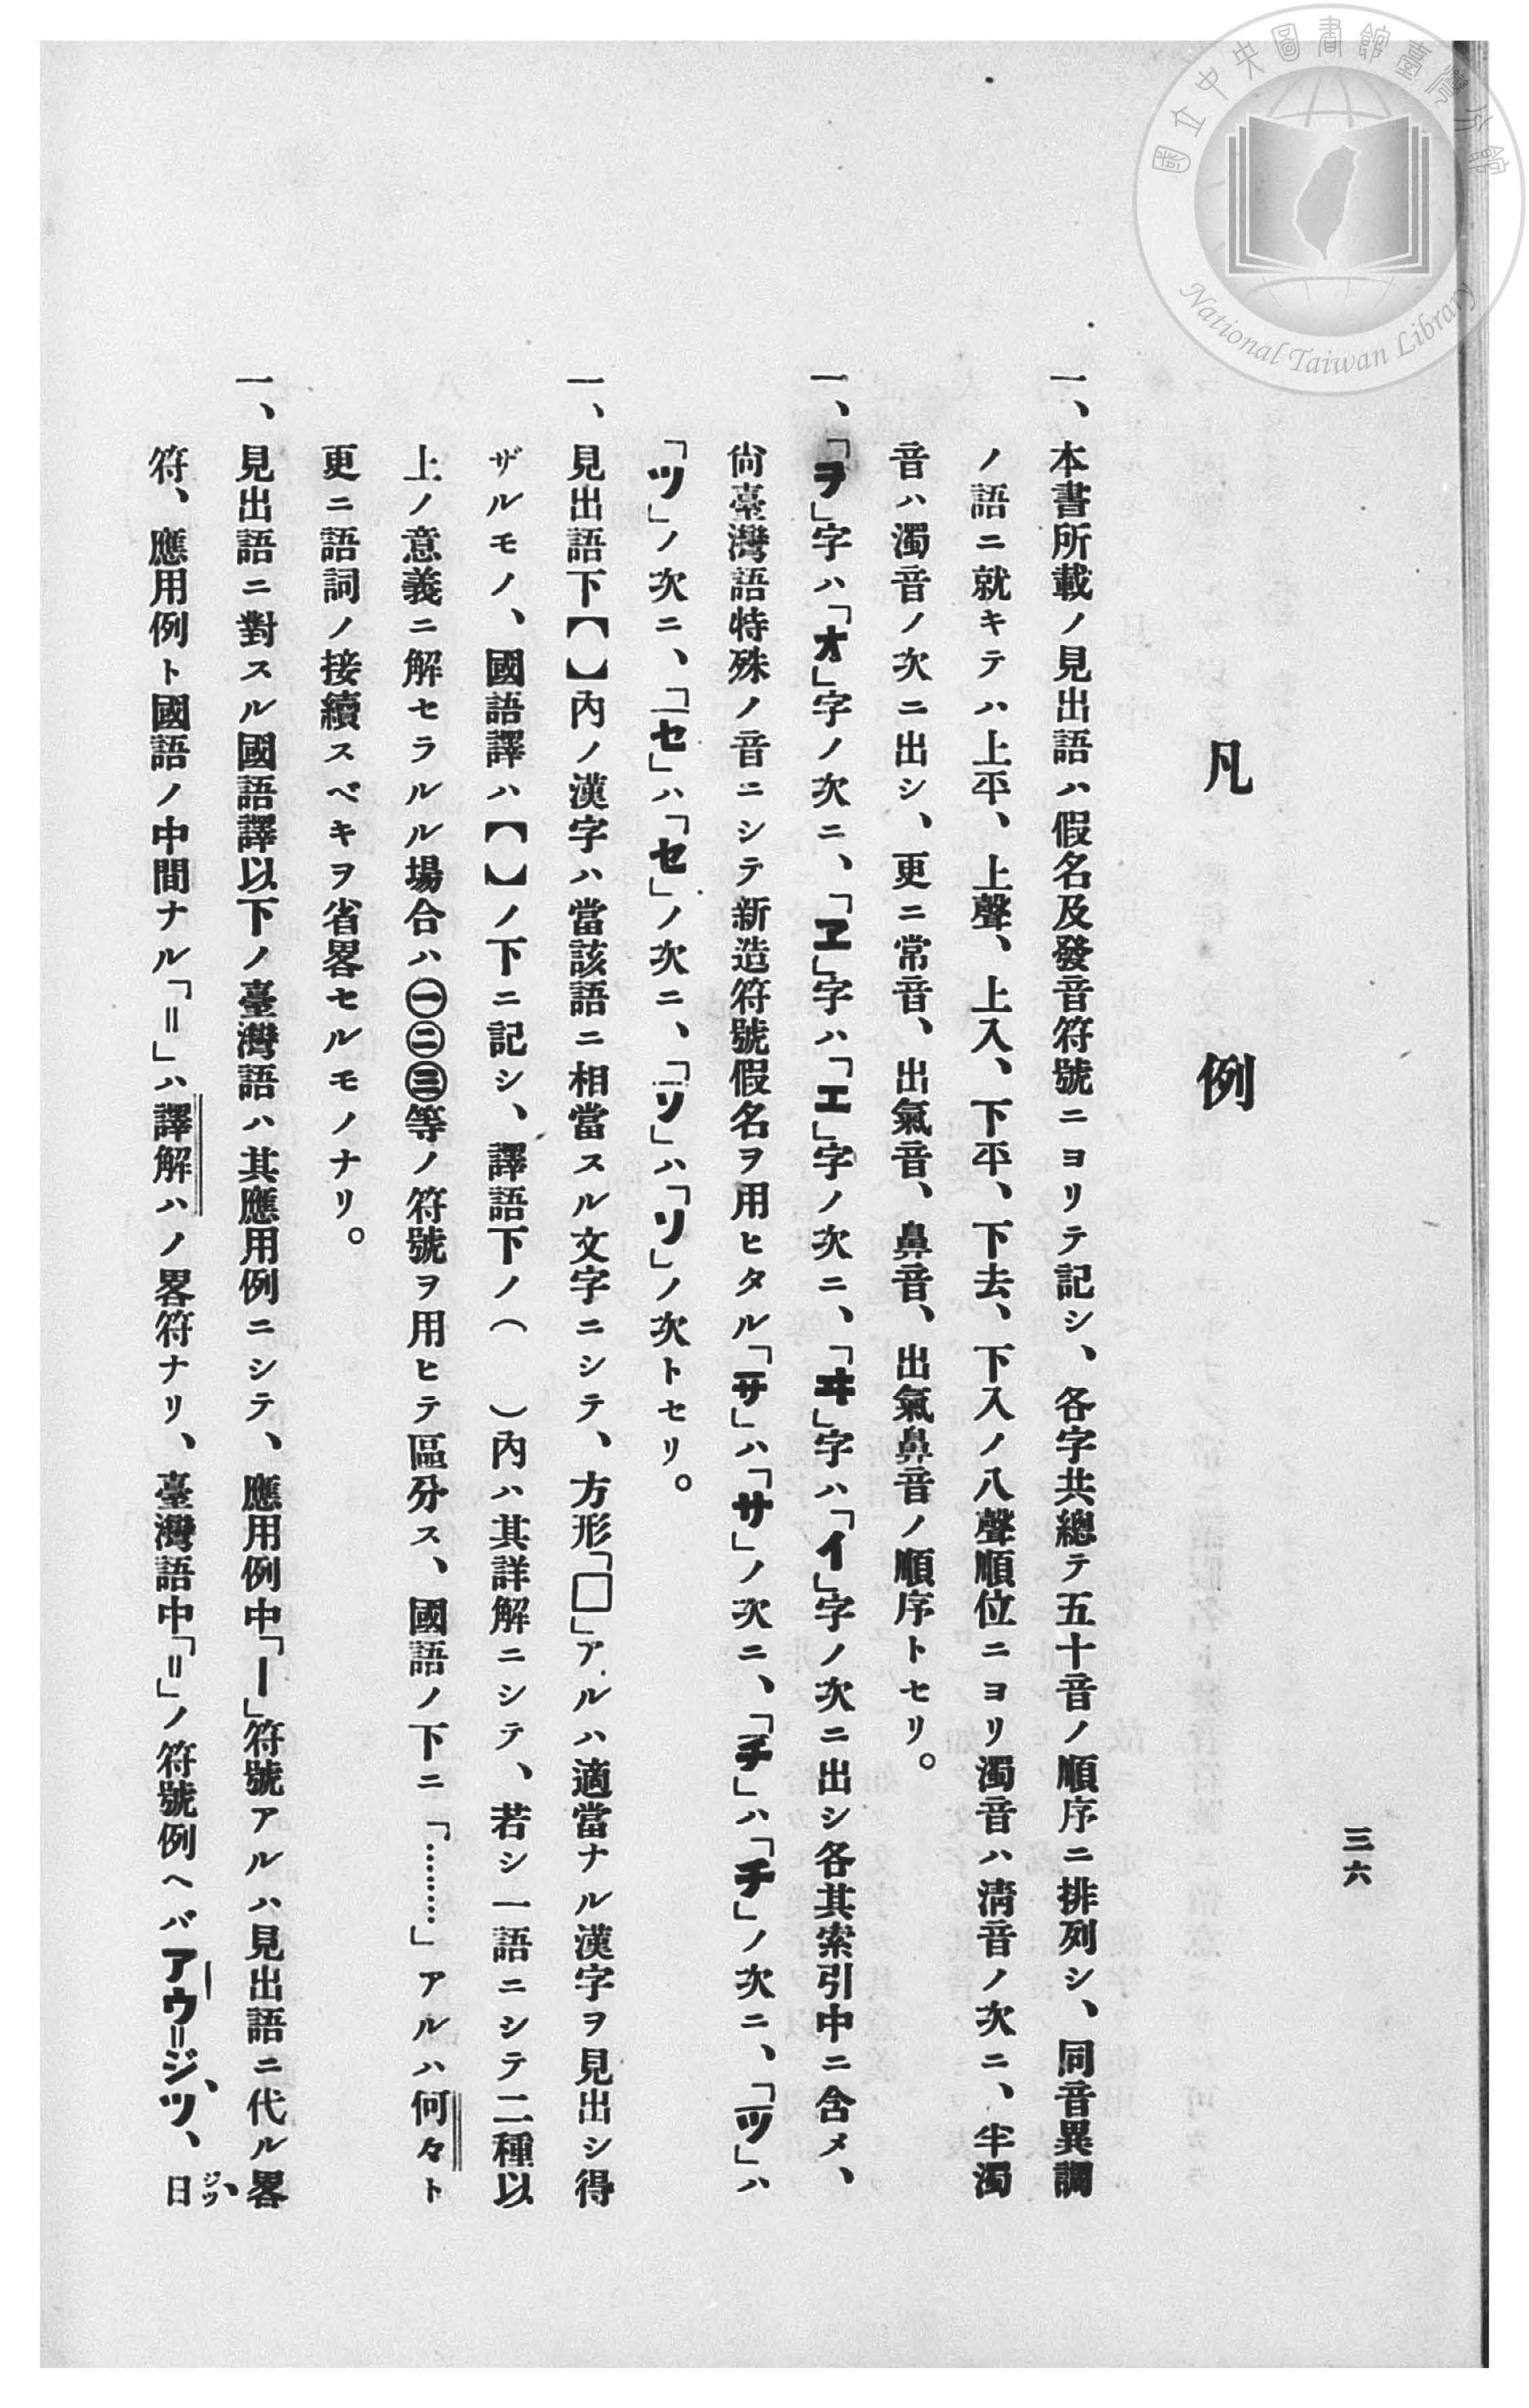 國立中央圖書館臺灣分館
National Taiwan Library
三六
凡例
一、本書所載ノ見出語ハ假名及發音符號ニヨリテ記シ、各字共總テ五十音ノ順序ニ排列シ、同音異調
ノ語ニ就キテハ上平、上聲、上入、下平、下去、下入ノ八聲順位ニヨリ濁音ハ淸音ノ次ニ、半濁
音ハ濁音ノ次ニ出シ、更ニ常音、出氣音、鼻音、出氣鼻音ノ順序トセリ。
一、「ヲ」字ハ「オ」字ノ次ニ、「ヱ」字ハ「エ」字ノ次ニ、「ヰ」字ハ「イ」字ノ次ニ出シ各其索引中ニ含メ、
尙臺灣語特殊ノ音ニシテ新造符號假名ヲ用ヒタル「サ̅」ハ「サ」ノ次ニ、「チ̅」ハ「チ」ノ次ニ、「ツ̅」ハ
「ツ」ノ次ニ、「セ̅」ハ「セ」ノ次ニ、「ソ̅」ハ「ソ」ノ次トセリ。
一、見出語下【】內ノ漢字ハ當該語ニ相當スル文字ニシテ、方形「□」アルハ適當ナル漢字ヲ見出シ得
ザルモノ、國語譯ハ【】ノ下ニ記シ、譯語下ノ（　）內ハ其詳解ニシテ、若シ一語ニシテ二種以
上ノ意義ニ解セラルル場合ハ㊀㊁㊂等ノ符號ヲ用ヒテ區分ス、國語ノ下ニ「………」アルハ何々ト
更ニ語詞ノ接續スベキヲ省畧セルモノナリ。
一、見出語ニ對スル國語譯以下ノ臺灣語ハ其應用例ニシテ、應用例中「―」符號アルハ見出語ニ代ル畧
符、應用例ト國語ノ中間ナル「＝」ハ譯解ハノ畧符ナリ、臺灣語中「＝」ノ符號例ヘバアウ＝ジツ、日
ジツ